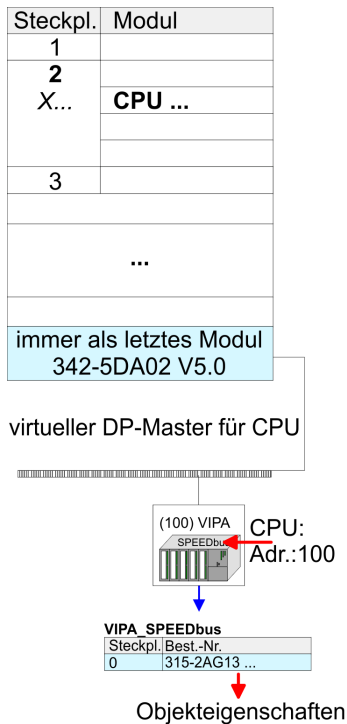 Steckpl. Modul
1
2
X... CPU ...
3
...
immer als letztes Modul
342-5DA02 V5.0
virtueller DP-Master für CPU
(100) VIPA
SPEEDbus
CPU:
Adr.:100
VIPA_SPEEDbus
Steckpl. Best.-Nr.
0 315-2AG13 ...
Objekteigenschaften